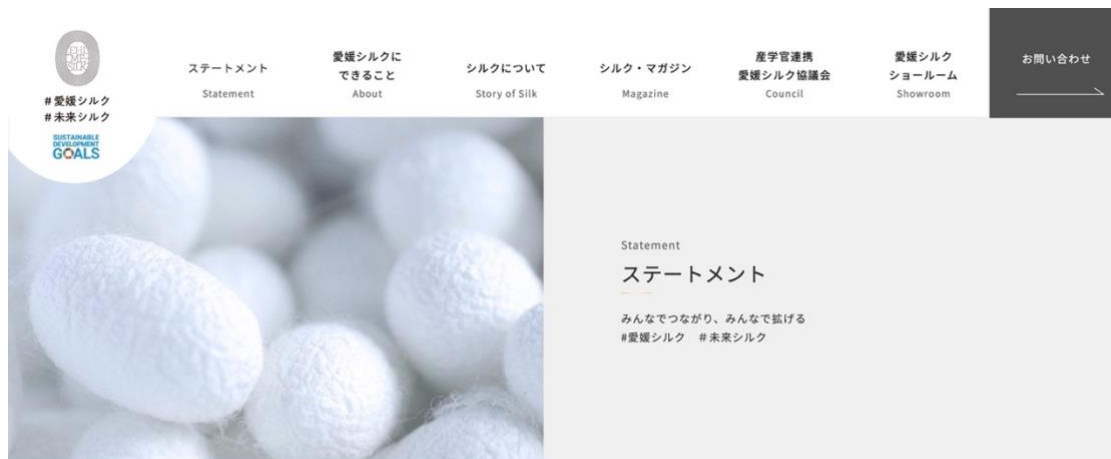 EHI
ME
SILK
#愛媛シルク
#未来シルク
SUSTAINABLE
DEVELOPMENT
GOALS
ステートメント
Statement
愛媛シルクに
できること
About
シルクについて
Story of Silk
シルク・マガジン
Magazine
産学官連携
愛媛シルク協議会
Council
愛媛シルク
ショールーム
Showroom
お問い合わせ
Statement
ステートメント
みんなでつながり、みんなで拡げる
#愛媛シルク #未来シルク